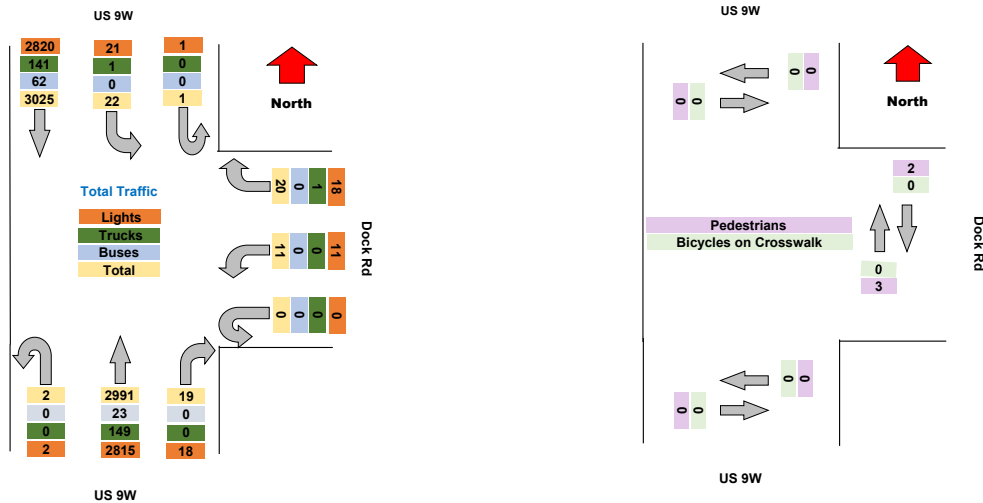 US 9W
2820 21 1
141 1 0
62 0 0
3025 22 1
North
20 0 1 18
Total Traffic
Lights
Trucks
Buses
Total
11 0 0 11
Dock Rd
0 0 0 0
2 2991 19
0 23 0
0 149 0
2 2815 18
US 9W
US 9W
0 0
0 0
North
2
0
Pedestrians
Bicycles on Crosswalk
Dock Rd
0
3
0 0
0 0
US 9W